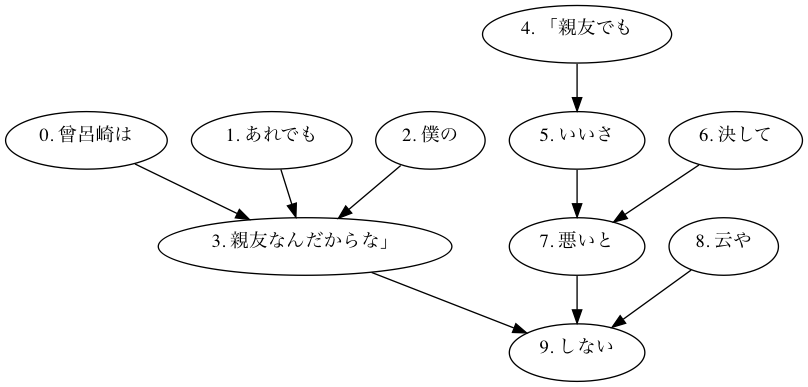 4. 「親友でも
0. 曾呂崎は
1. あれでも
2. 僕の
5. いいさ
6. 決して
3. 親友なんだからな」
7. 悪いと
8. 云や
9. しない